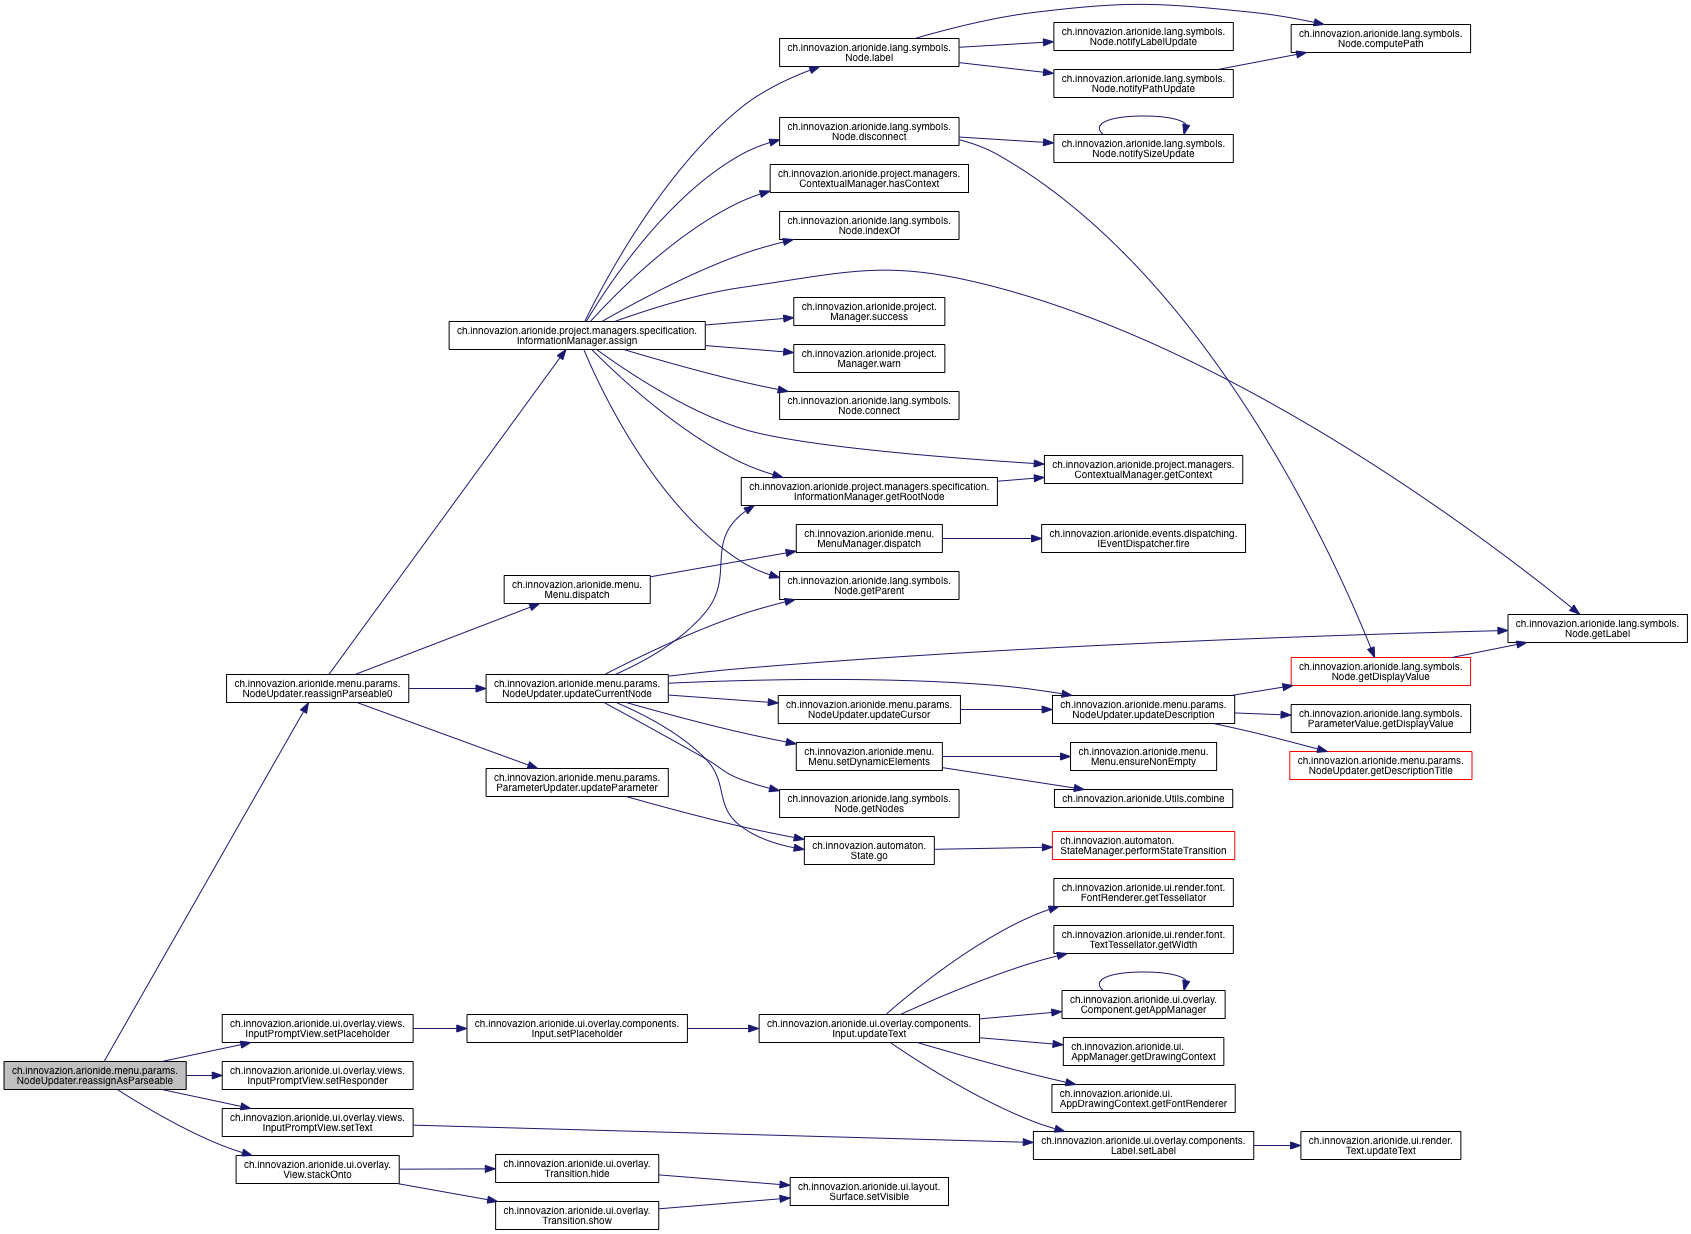 ch.innovazion.arionide.lang.symbols.
Node.label
ch.innovazion.arionide.lang.symbols.
Node.notifyLabelUpdate
ch.innovazion.arionide.lang.symbols.
Node.computePath
ch.innovazion.arionide.lang.symbols.
Node.notifyPathUpdate
ch.innovazion.arionide.lang.symbols.
Node.disconnect
ch.innovazion.arionide.lang.symbols.
Node.notifySizeUpdate
ch.innovazion.arionide.project.managers.
ContextualManager.hasContext
ch.innovazion.arionide.lang.symbols.
Node.indexOf
ch.innovazion.arionide.project.
Manager.success
ch.innovazion.arionide.project.managers.specification.
InformationManager.assign
ch.innovazion.arionide.project.
Manager.warn
ch.innovazion.arionide.lang.symbols.
Node.connect
ch.innovazion.arionide.project.managers.
ContextualManager.getContext
ch.innovazion.arionide.project.managers.specification.
InformationManager.getRootNode
ch.innovazion.arionide.menu.
MenuManager.dispatch
ch.innovazion.arionide.events.dispatching.
IEventDispatcher.fire
ch.innovazion.arionide.menu.
Menu.dispatch
ch.innovazion.arionide.lang.symbols.
Node.getParent
ch.innovazion.arionide.lang.symbols.
Node.getLabel
ch.innovazion.arionide.lang.symbols.
Node.getDisplayValue
ch.innovazion.arionide.menu.params.
NodeUpdater.reassignParseable0
ch.innovazion.arionide.menu.params.
NodeUpdater.updateCurrentNode
ch.innovazion.arionide.menu.params.
NodeUpdater.updateCursor
ch.innovazion.arionide.menu.params.
NodeUpdater.updateDescription
ch.innovazion.arionide.lang.symbols.
ParameterValue.getDisplayValue
ch.innovazion.arionide.menu.
Menu.setDynamicElements
ch.innovazion.arionide.menu.
Menu.ensureNonEmpty
ch.innovazion.arionide.menu.params.
NodeUpdater.getDescriptionTitle
ch.innovazion.arionide.menu.params.
ParameterUpdater.updateParameter
ch.innovazion.arionide.lang.symbols.
Node.getNodes
ch.innovazion.arionide.Utils.combine
ch.innovazion.automaton.
State.go
ch.innovazion.automaton.
StateManager.performStateTransition
ch.innovazion.arionide.ui.render.font.
FontRenderer.getTessellator
ch.innovazion.arionide.ui.render.font.
TextTessellator.getWidth
ch.innovazion.arionide.ui.overlay.
Component.getAppManager
ch.innovazion.arionide.ui.overlay.views.
InputPromptView.setPlaceholder
ch.innovazion.arionide.ui.overlay.components.
Input.setPlaceholder
ch.innovazion.arionide.ui.overlay.components.
Input.updateText
ch.innovazion.arionide.ui.
AppManager.getDrawingContext
ch.innovazion.arionide.menu.params.
NodeUpdater.reassignAsParseable
ch.innovazion.arionide.ui.overlay.views.
InputPromptView.setResponder
ch.innovazion.arionide.ui.
AppDrawingContext.getFontRenderer
ch.innovazion.arionide.ui.overlay.views.
InputPromptView.setText
ch.innovazion.arionide.ui.overlay.components.
Label.setLabel
ch.innovazion.arionide.ui.render.
Text.updateText
ch.innovazion.arionide.ui.overlay.
View.stackOnto
ch.innovazion.arionide.ui.overlay.
Transition.hide
ch.innovazion.arionide.ui.layout.
Surface.setVisible
ch.innovazion.arionide.ui.overlay.
Transition.show